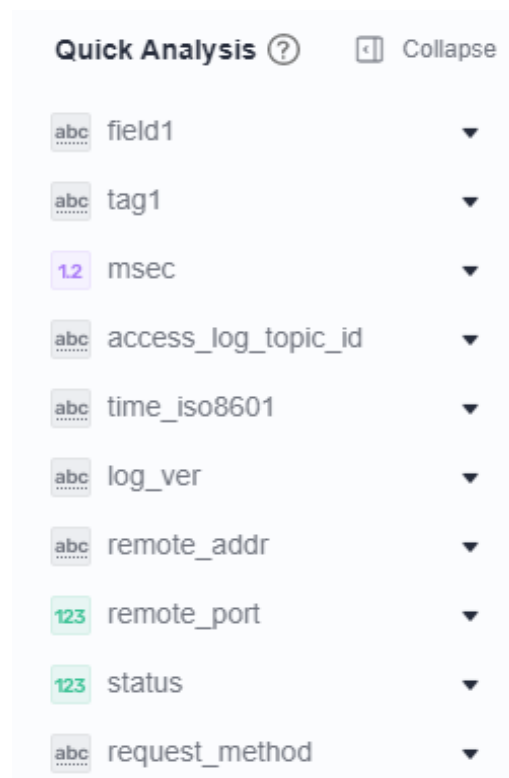 Quick Analysis ? Collapse
abc field1
abc tag1
1.2 msec
abc access_log_topic_id
abc time_iso8601
abc log_ver
abc remote_addr
123 remote_port
123 status
abc request_method